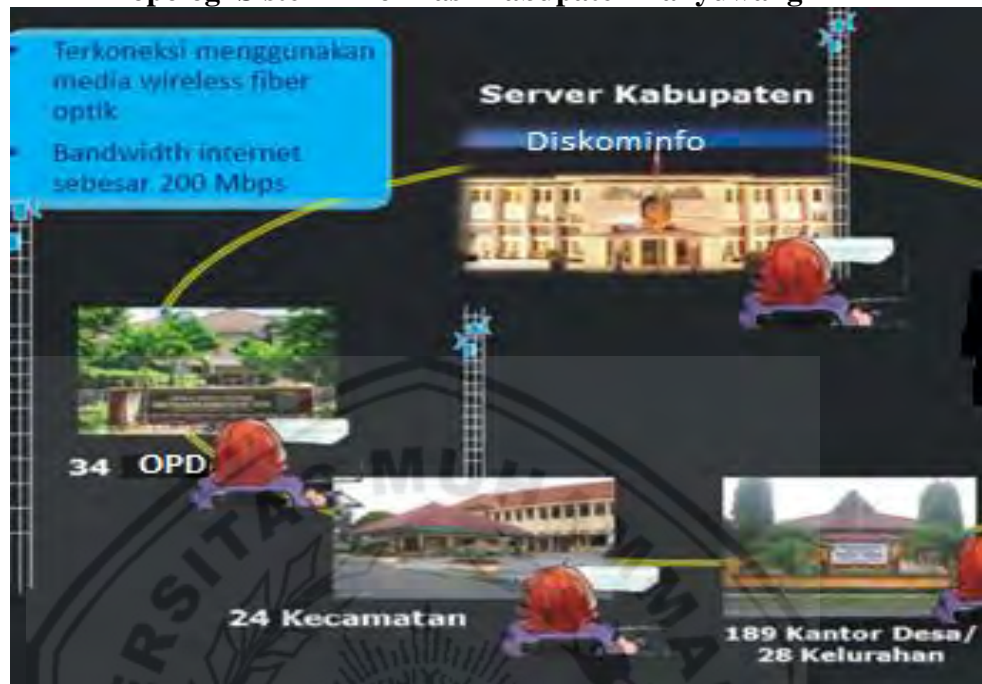 Terkoneksi menggunakan
media wireless fiber
optik
Bandwidth internet
sebesar 200 Mbps
Server Kabupaten
Diskominfo
34 OPD
24 Kecamatan
189 Kantor Desa/
28 Kelurahan